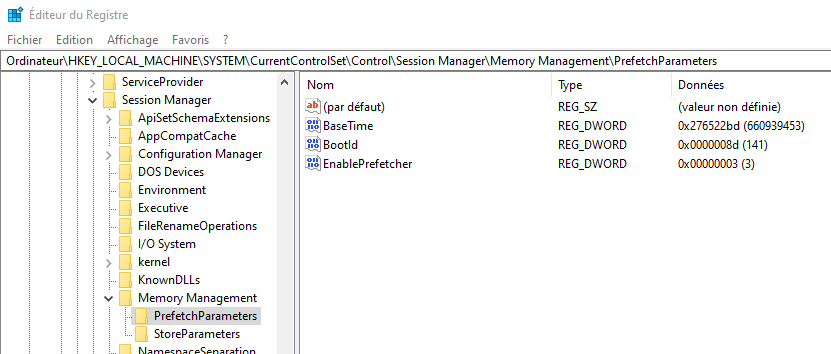 Éditeur du Registre
Fichier Edition Affichage Favoris ?
Ordinateur\HKEY_LOCAL_MACHINE\SYSTEM\CurrentControlSet\Control\Session Manager\Memory Management\PrefetchParameters
ServiceProvider
Session Manager
ApiSetSchemaExtensions
AppCompatCache
Configuration Manager
DOS Devices
Environment
Executive
FileRenameOperations
I/O System
kernel
KnownDLLs
Memory Management
PrefetchParameters
StoreParameters
NamespaceSeparation
Nom Type Données
(par défaut) REG_SZ (valeur non définie)
BaseTime REG_DWORD 0x276522bd (660939453)
BootId REG_DWORD 0x0000008d (141)
EnablePrefetcher REG_DWORD 0x00000003 (3)